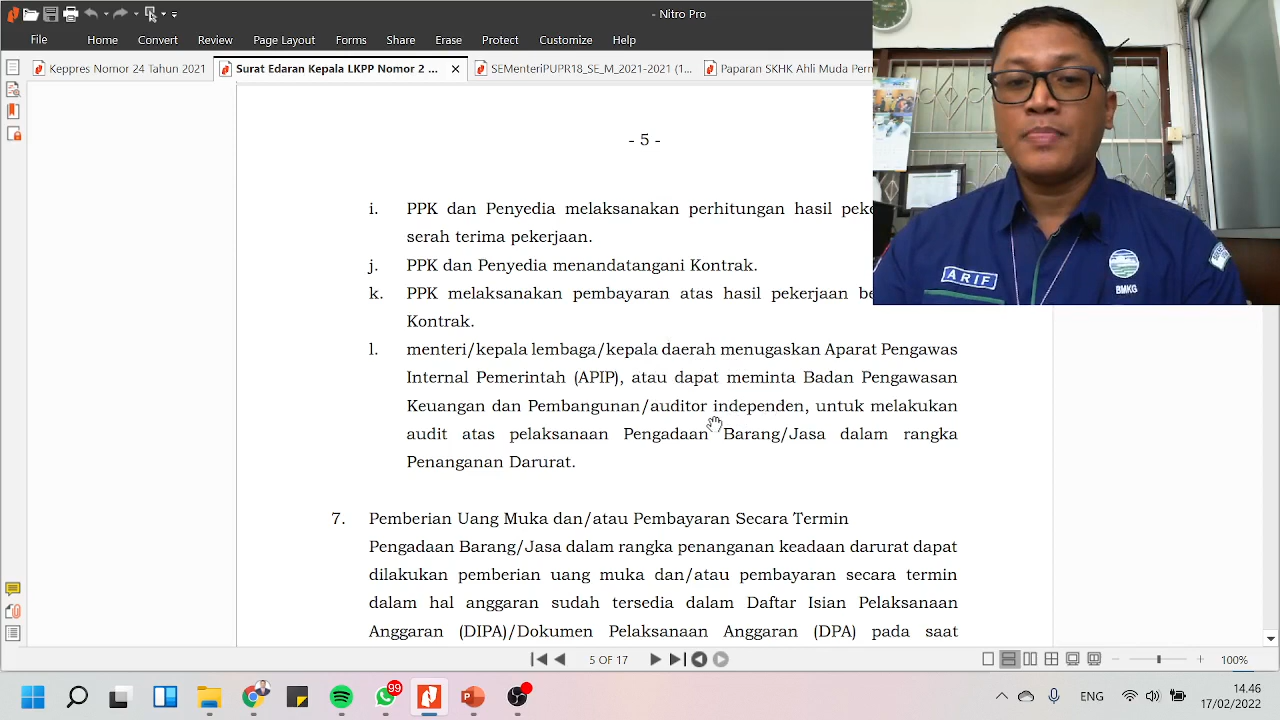 - Nitro Pro
File
Home
Convert
Review
Page Layout
Forms
Share
Erase
Protect
Customize
Help
Keppres Nomor 24 Tahun 2021
Surat Edaran Kepala LKPP Nomor 2 ...
SEMenteriPUPR18_SE_M_2021-2021 (1...
Paparan SKHK Ahli Muda Per
- 5 -
i. PPK dan Penyedia melaksanakan perhitungan hasil peke
serah terima pekerjaan.
j. PPK dan Penyedia menandatangani Kontrak.
k. PPK melaksanakan pembayaran atas hasil pekerjaan be
Kontrak.
l. menteri/kepala lembaga/kepala daerah menugaskan Aparat Pengawas
Internal Pemerintah (APIP), atau dapat meminta Badan Pengawasan
Keuangan dan Pembangunan/auditor independen, untuk melakukan
audit atas pelaksanaan Pengadaan Barang/Jasa dalam rangka
Penanganan Darurat.
7. Pemberian Uang Muka dan/atau Pembayaran Secara Termin
Pengadaan Barang/Jasa dalam rangka penanganan keadaan darurat dapat
dilakukan pemberian uang muka dan/atau pembayaran secara termin
dalam hal anggaran sudah tersedia dalam Daftar Isian Pelaksanaan
Anggaran (DIPA)/Dokumen Pelaksanaan Anggaran (DPA) pada saat
ARIF
BMKG
5 OF 17
100%
99
ENG
14.46
17/02/2022